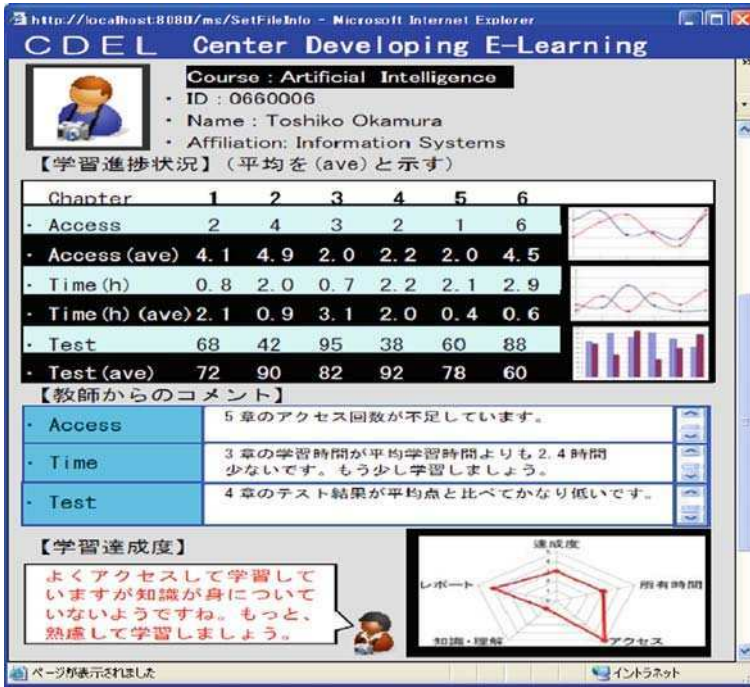 http://localhost:8080/ms/SetFileInfo - Microsoft Internet Explorer
CDEL Center Developing E-Learning
Course : Artificial Intelligence
・ ID : 0660006
・ Name : Toshiko Okamura
・ Affiliation: Information Systems
【学習進捗状況】(平均を(ave)と示す)
Chapter 1 2 3 4 5 6
・ Access 2 4 3 2 1 6
・ Access(ave) 4.1 4.9 2.0 2.2 2.0 4.5
・ Time(h) 0.8 2.0 0.7 2.2 2.1 2.9
・ Time(h)(ave) 2.1 0.9 3.1 2.0 0.4 0.6
・ Test 68 42 95 38 60 88
・ Test(ave) 72 90 82 92 78 60
【教師からのコメント】
・ Access 5章のアクセス回数が不足しています。
・ Time 3章の学習時間が平均学習時間よりも2.4時間
少ないです。もう少し学習しましょう。
・ Test 4章のテスト結果が平均点と比べてかなり低いです。
【学習達成度】
よくアクセスして学習して
いますが知識が身について
いないようですね。もっと、
熟慮して学習しましょう。
達成度
レポート 所有時間
知識・理解 アクセス
ページが表示されました イントラネット